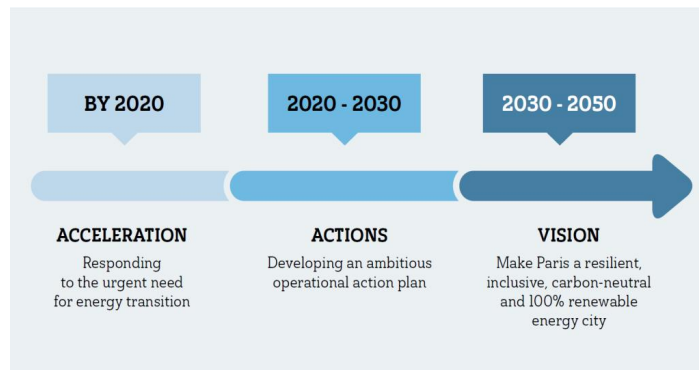 BY 2020
2020 - 2030
2030 - 2050
ACCELERATION
Responding
to the urgent need
for energy transition
ACTIONS
Developing an ambitious
operational action plan
VISION
Make Paris a resilient,
inclusive, carbon-neutral
and 100% renewable
energy city